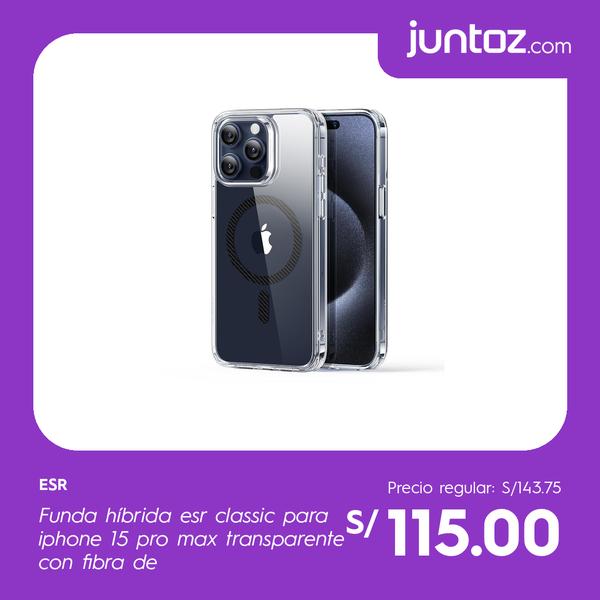 juntoz.com
ESR
Funda híbrida esr classic para
iphone 15 pro max transparente
con fibra de
Precio regular: S/143.75
S/ 115.00